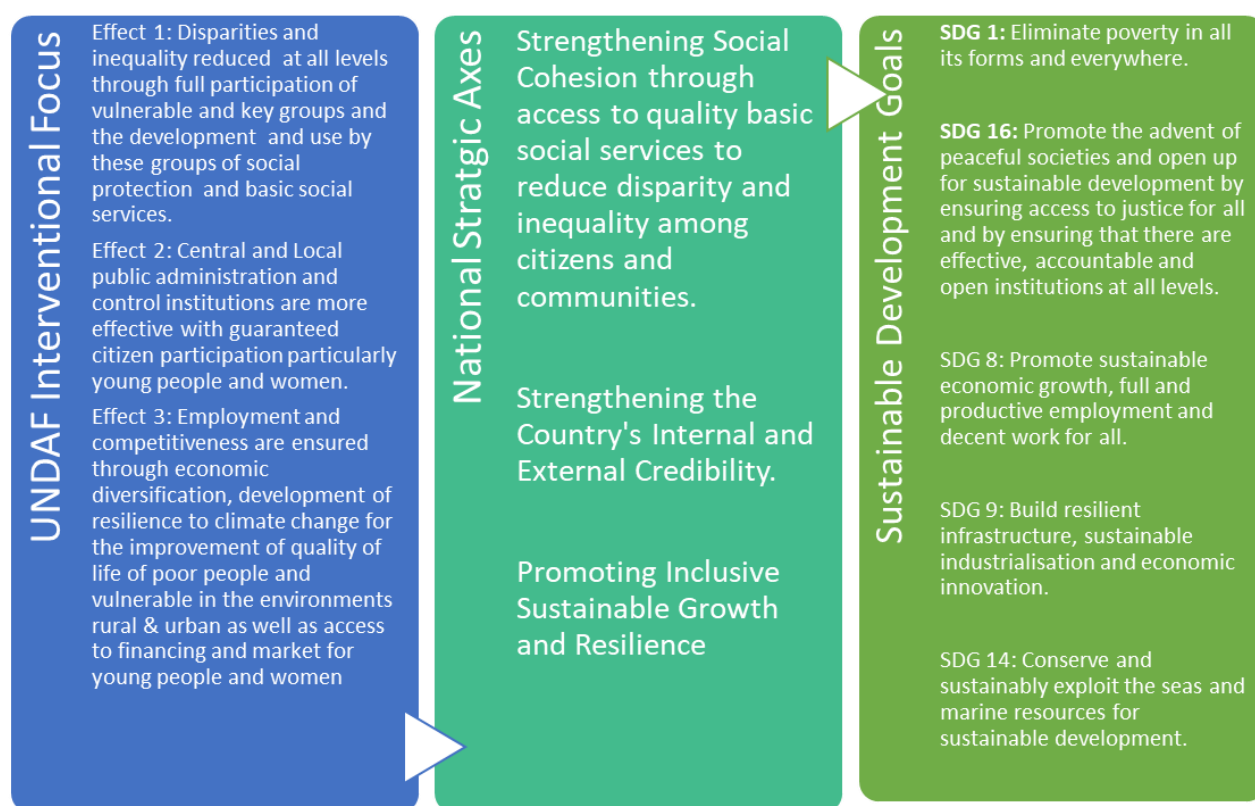 UNDAF Interventional Focus
Effect 1: Disparities and
inequality reduced at all levels
through full participation of
vulnerable and key groups and
the development and use by
these groups of social
protection and basic social
services.
Effect 2: Central and Local
public administration and
control institutions are more
effective with guaranteed
citizen participation particularly
young people and women.
Effect 3: Employment and
competitiveness are ensured
through economic
diversification, development of
resilience to climate change for
the improvement of quality of
life of poor people and
vulnerable in the environments
rural & urban as well as access
to financing and market for
young people and women
National Stratgic Axes
Strengthening Social
Cohesion through
access to quality basic
social services to
reduce disparity and
inequality among
citizens and
communities.
Strengthening the
Country's Internal and
External Credibility.
Promoting Inclusive
Sustainable Growth
and Resilience
Sustainable Development Goals
SDG 1: Eliminate poverty in all
its forms and everywhere.
SDG 16: Promote the advent of
peaceful societies and open up
for sustainable development by
ensuring access to justice for all
and by ensuring that there are
effective, accountable and
open institutions at all levels.
SDG 8: Promote sustainable
economic growth, full and
productive employment and
decent work for all.
SDG 9: Build resilient
infrastructure, sustainable
industrialisation and economic
innovation.
SDG 14: Conserve and
sustainably exploit the seas and
marine resources for
sustainable development.